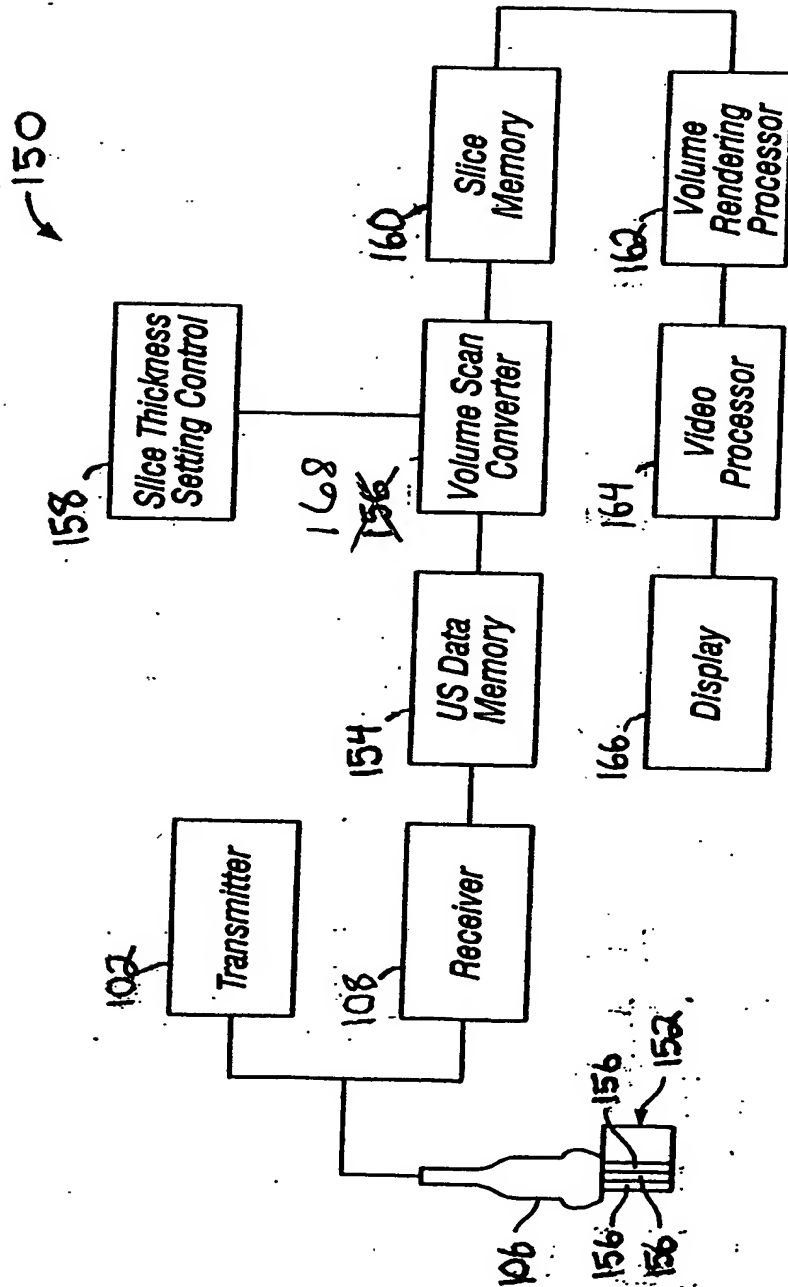 150
158
Slice Thickness
Setting Control
102
Transmitter
108
Receiver
154
US Data
Memory
168
156
Volume Scan
Converter
160
Slice
Memory
106
156
156
156
152
166
Display
164
Video
Processor
162
Volume
Rendering
Processor